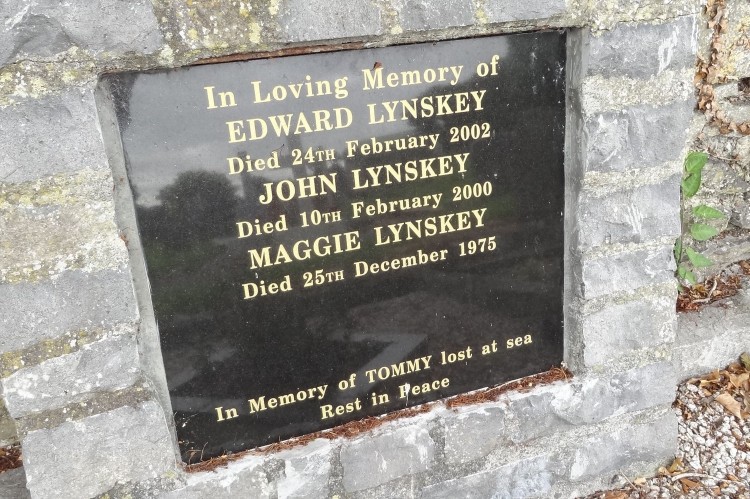 In Loving Memory of
EDWARD LYNSKEY
Died 24TH February 2002
JOHN LYNSKEY
Died 10TH February 2000
MAGGIE LYNSKEY
Died 25TH December 1975
In Memory of TOMMY lost at sea
Rest in Peace